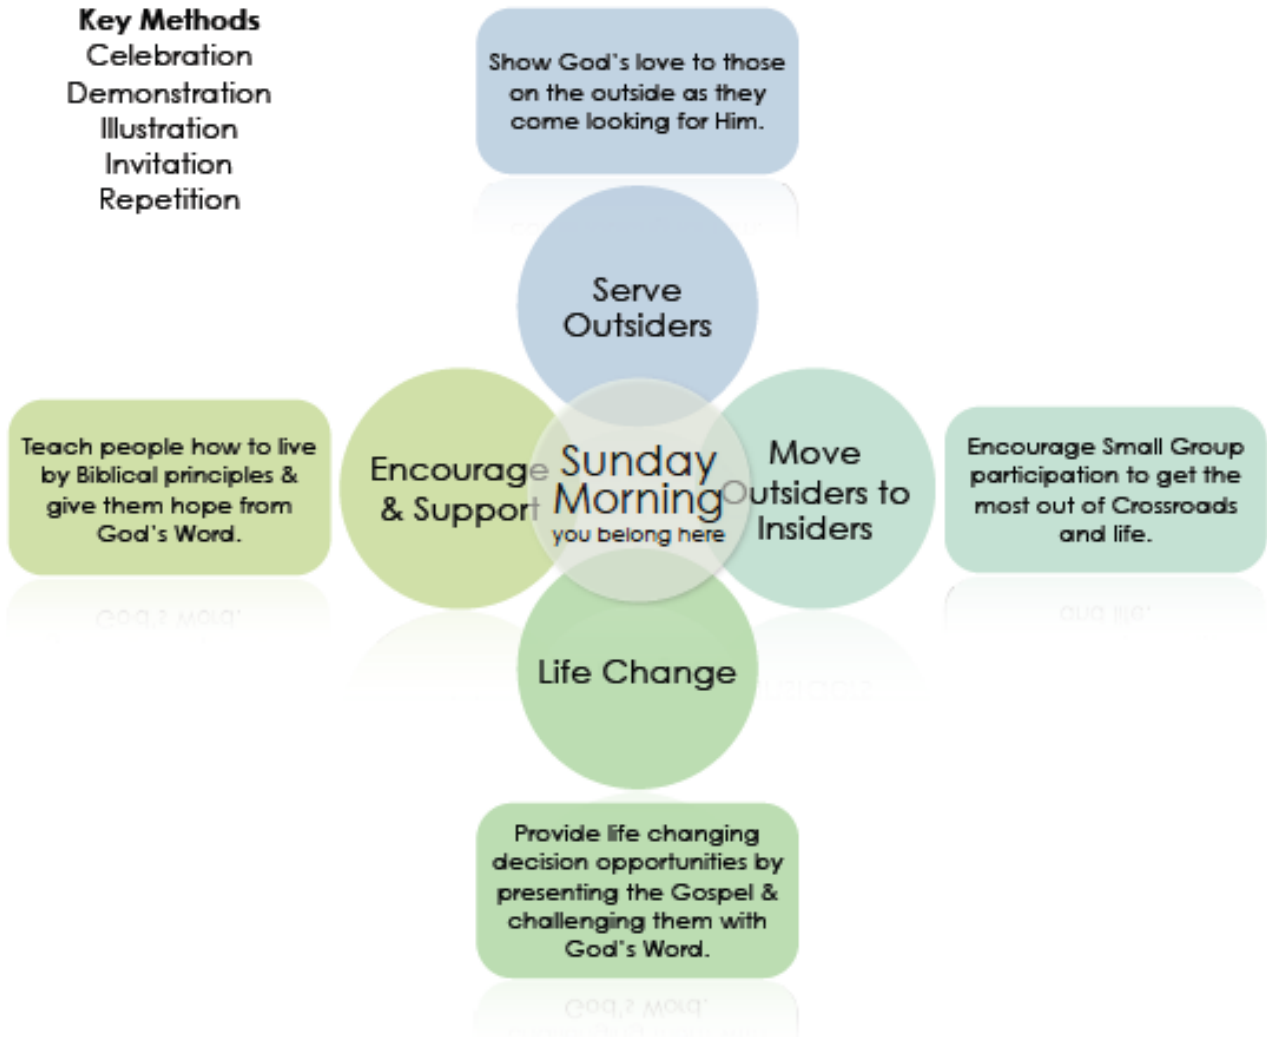 Key Methods
Celebration
Demonstration
Illustration
Invitation
Repetition
Show God's love to those
on the outside as they
come looking for Him.
Serve
Outsiders
Teach people how to live
by Biblical principles &
give them hope from
God's Word.
Encourage
& Support
Sunday
Morning
you belong here
Move
Outsiders to
Insiders
Encourage Small Group
participation to get the
most out of Crossroads
and life.
Life Change
Provide life changing
decision opportunities by
presenting the Gospel &
challenging them with
God's Word.